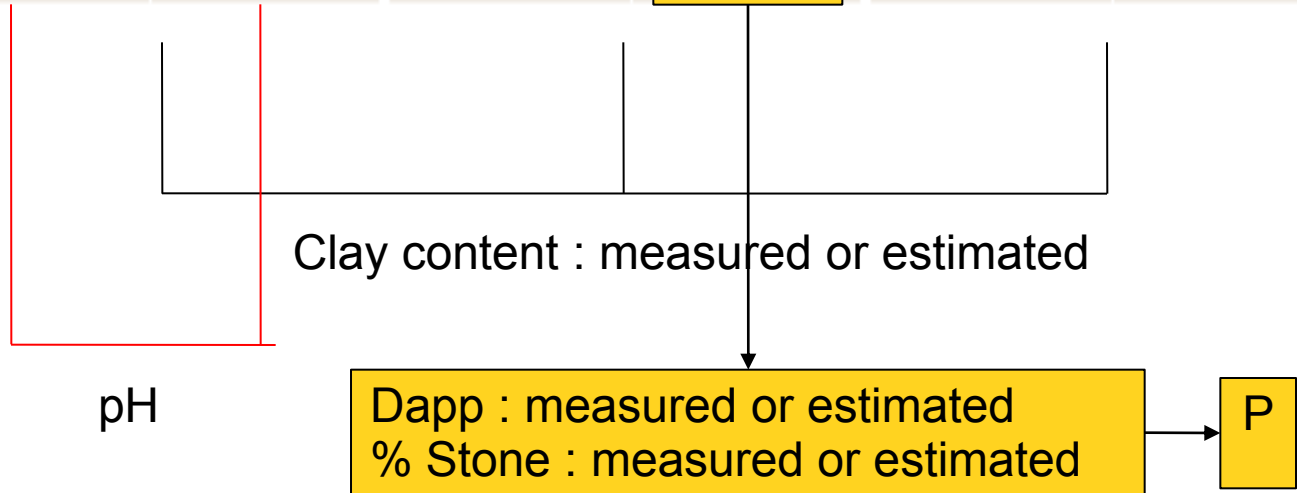 Clay content : measured or estimated
pH
Dapp : measured or estimated
% Stone : measured or estimated
P